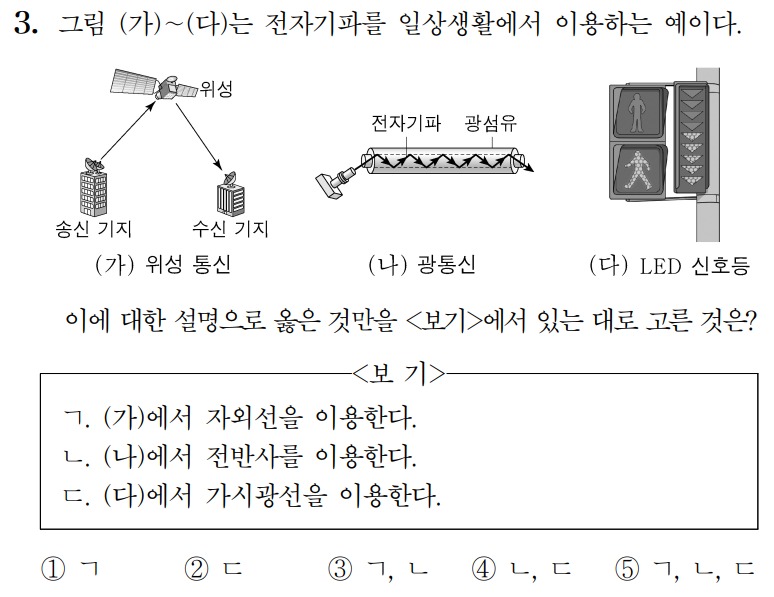 3. 그림 (가)~(다)는 전자기파를 일상생활에서 이용하는 예이다.
위성
송신 기지
수신 기지
(가) 위성 통신
전자기파
광섬유
(나) 광통신
(다) LED 신호등
이에 대한 설명으로 옳은 것만을 <보기>에서 있는 대로 고른 것은?
<보 기>
ㄱ. (가)에서 자외선을 이용한다.
ㄴ. (나)에서 전반사를 이용한다.
ㄷ. (다)에서 가시광선을 이용한다.
① ㄱ ② ㄷ ③ ㄱ, ㄴ ④ ㄴ, ㄷ ⑤ ㄱ, ㄴ, ㄷ